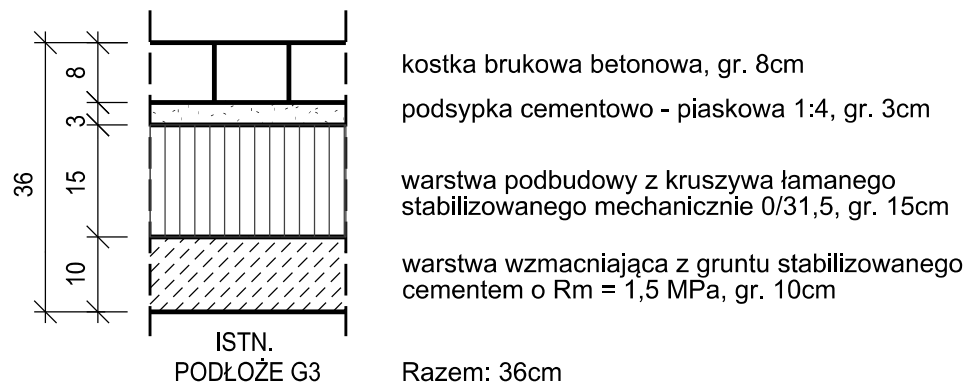 36
8
3
15
10
kostka brukowa betonowa, gr. 8cm
podsypka cementowo - piaskowa 1:4, gr. 3cm
warstwa podbudowy z kruszywa łamanego
stabilizowanego mechanicznie 0/31,5, gr. 15cm
warstwa wzmacniająca z gruntu stabilizowanego
cementem o Rm = 1,5 MPa, gr. 10cm
ISTN.
PODŁOŻE G3
Razem: 36cm